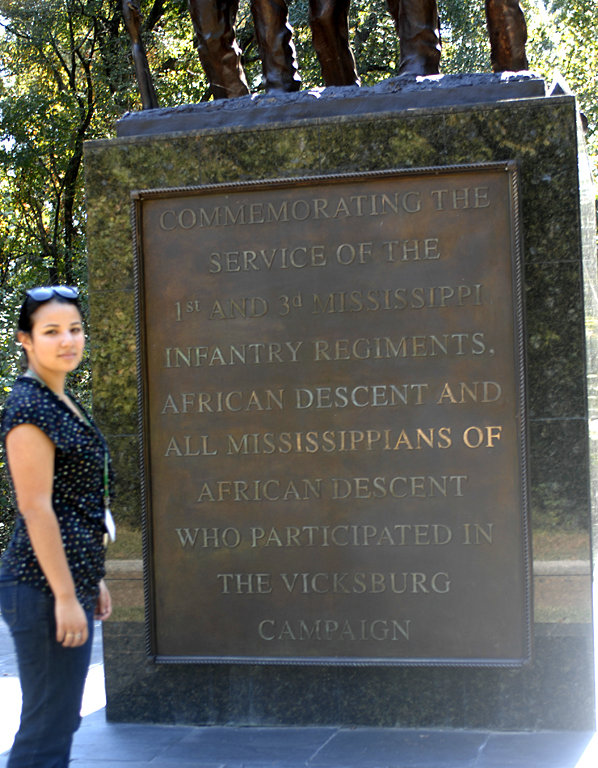 COMMEMORATING THE
SERVICE OF THE
1st AND 3d MISSISSIPPI
INFANTRY REGIMENTS,
AFRICAN DESCENT AND
ALL MISSISSIPPIANS OF
AFRICAN DESCENT
WHO PARTICIPATED IN
THE VICKSBURG
CAMPAIGN